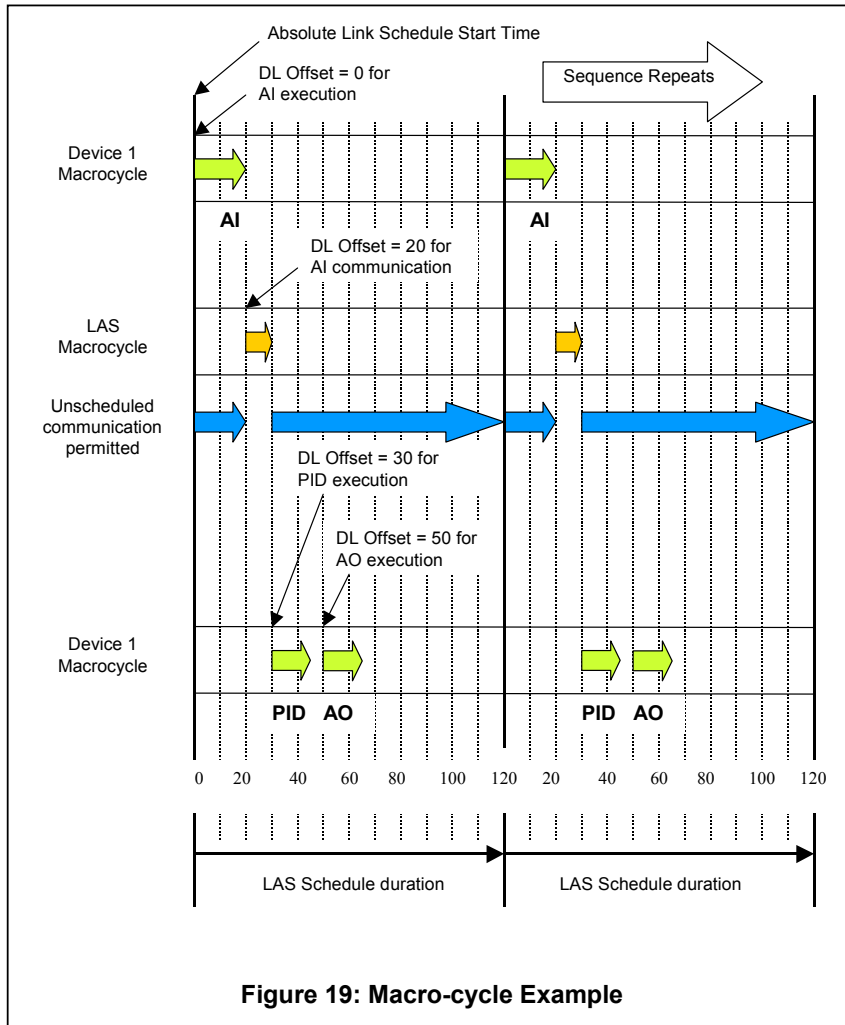 Absolute Link Schedule Start Time
DL Offset = 0 for
AI execution
Sequence Repeats
Device 1
Macrocycle
AI
AI
DL Offset = 20 for
AI communication
LAS
Macrocycle
Unscheduled
communication
permitted
DL Offset = 30 for
PID execution
DL Offset = 50 for
AO execution
Device 1
Macrocycle
PID AO
PID AO
0 20 40 60 80 100 120 20 40 60 80 100 120
LAS Schedule duration
LAS Schedule duration
Figure 19: Macro-cycle Example